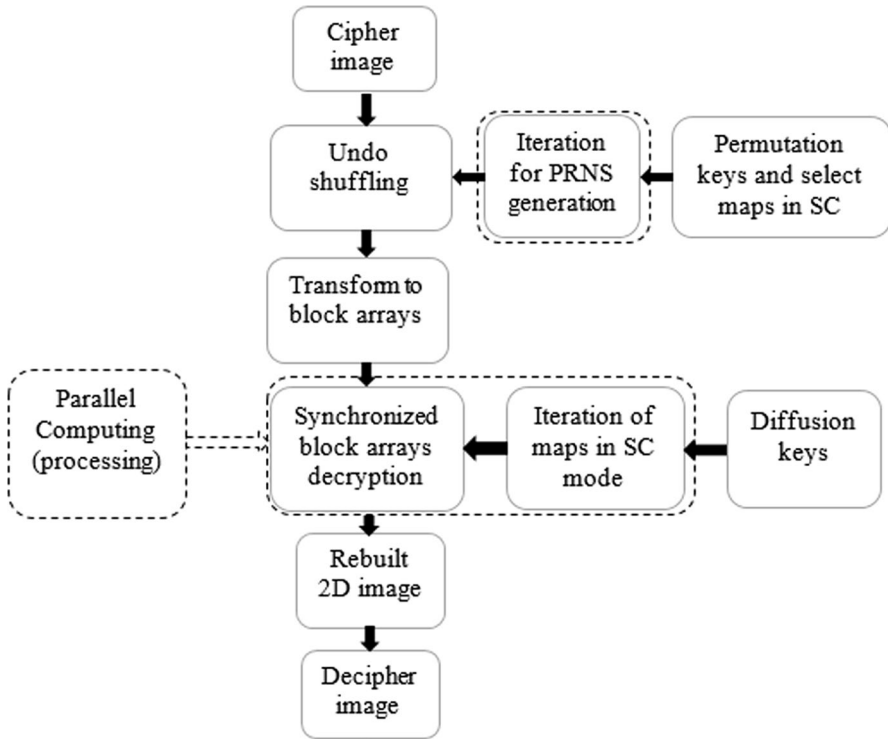 Cipher
image
Undo
shuffling
Iteration
for PRNS
generation
Permutation
keys and select
maps in SC
Transform to
block arrays
Parallel
Computing
(processing)
Synchronized
block arrays
decryption
Iteration of
maps in SC
mode
Diffusion
keys
Rebuilt
2D image
Decipher
image